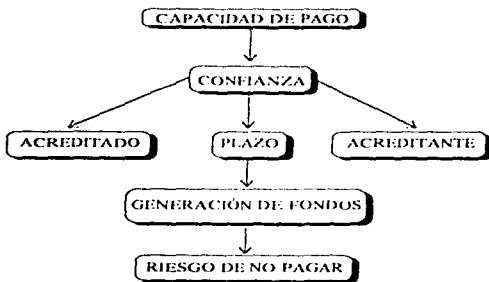 CAPACIDAD DE PAGO
CONFIANZA
ACREDITADO
PLAZO
ACREDITANTE
GENERACIÓN DE FONDOS
RIESGO DE NO PAGAR